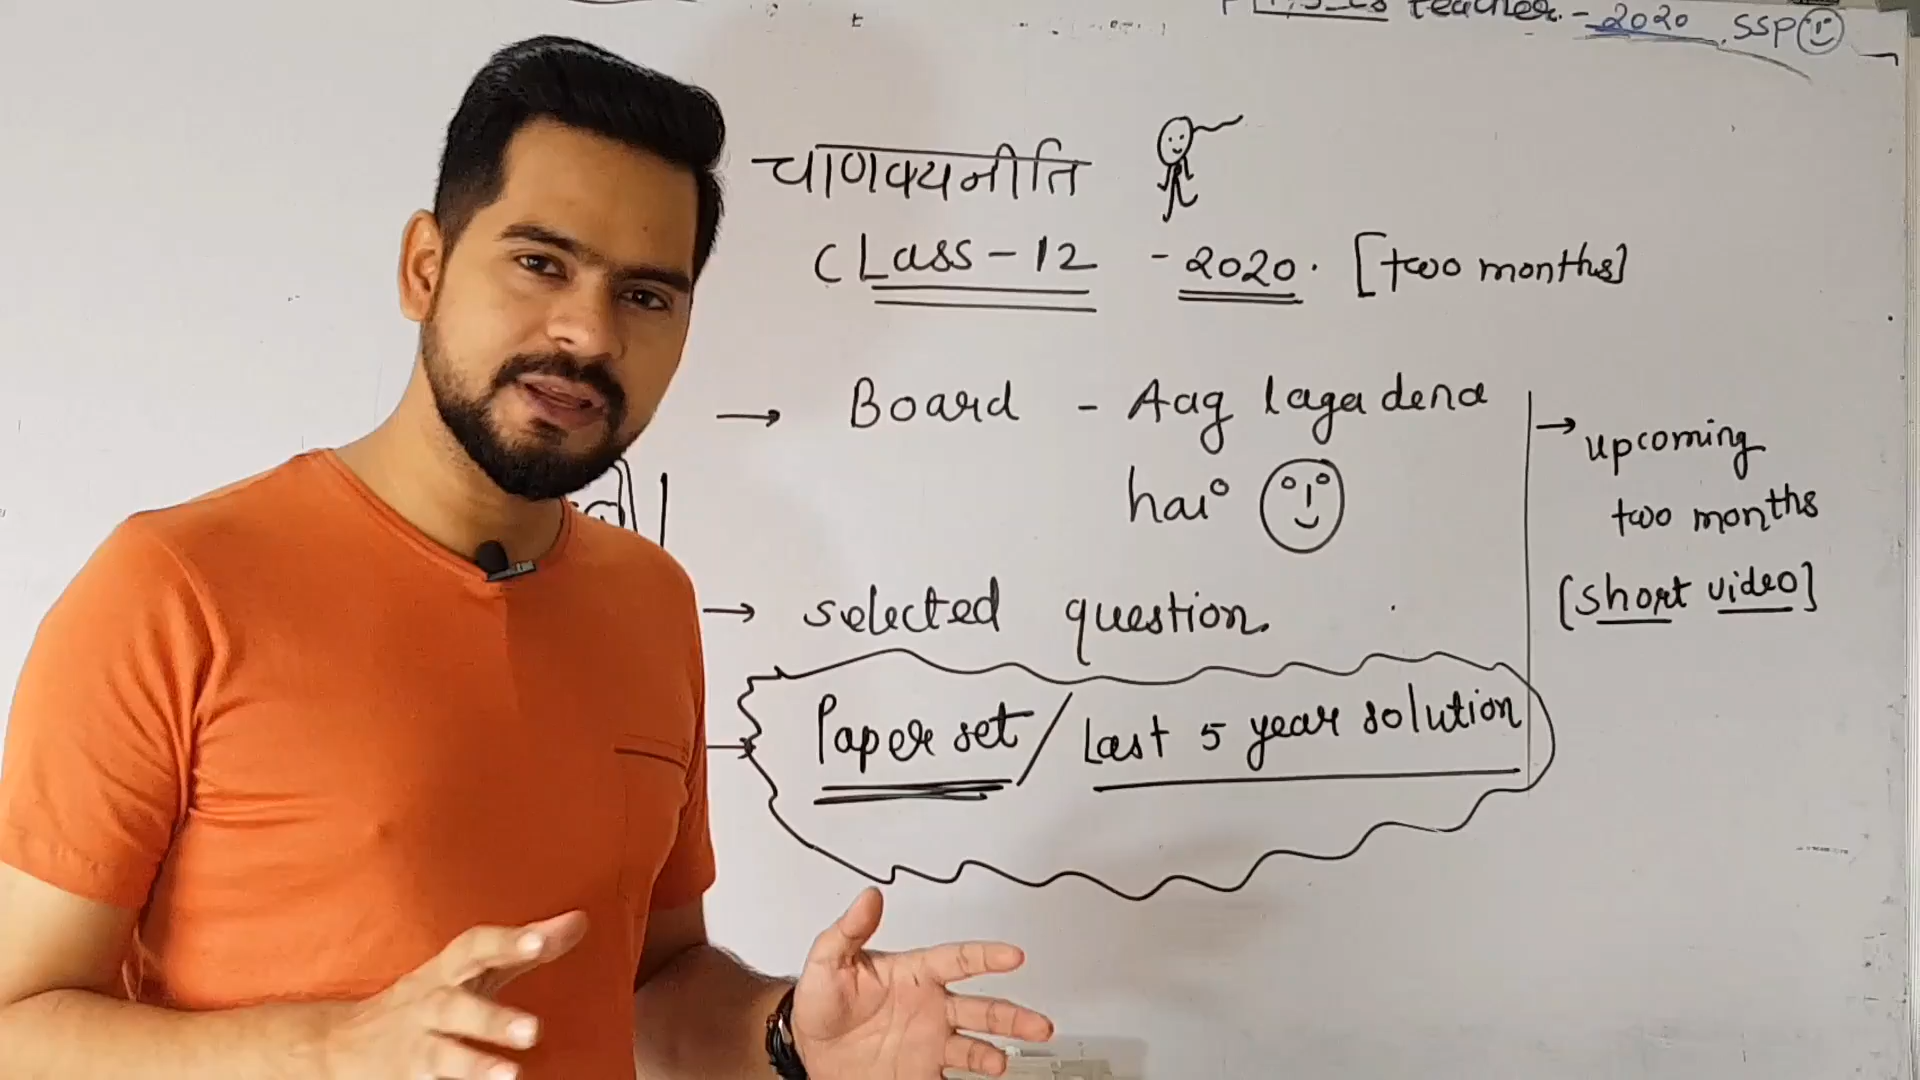 teacher.- 2020 SSP
चाणक्यनीति
CLass-12 - 2020. [two months]
→ Board - Aag laga dena
hai
→ upcoming
two months
[short video]
→ selected question.
→ Paper set / Last 5 year solution